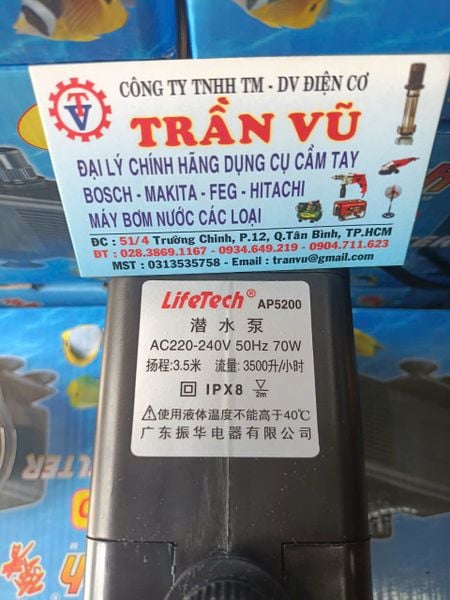 CÔNG TY TNHH TM - DV ĐIỆN CƠ
TRẦN VŨ
ĐẠI LÝ CHÍNH HÃNG DỤNG CỤ CẦM TAY
BOSCH - MAKITA - FEG - HITACHI
MÁY BƠM NƯỚC CÁC LOẠI
ĐC : 51/4 Trường Chinh, P.12, Q.Tân Bình, TP.HCM
ĐT : 028.3869.1167 - 0934.649.219 - 0904.711.623
MST : 0313535758 - Email : tranvu@gmail.com
LifeTech® AP5200
潜水泵
AC220-240V 50Hz 70W
扬程:3.5米 流量: 3500升/小时
IPX8 2m
使用液体温度不能高于40℃
广东振华电器有限公司